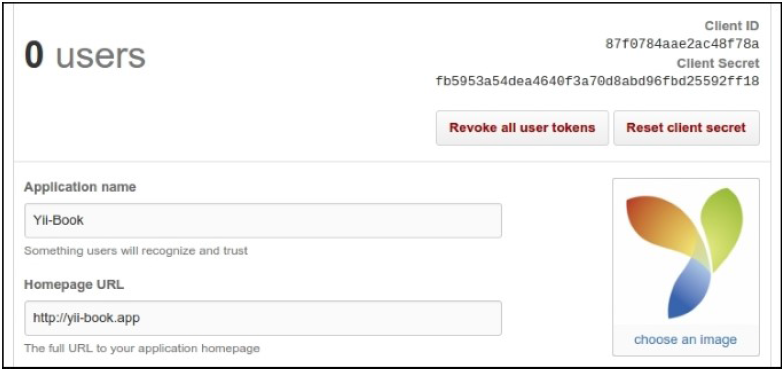 0 users
Client ID
87f0784aae2ac48f78a
Client Secret
fb5953a54dea4640f3a70d8abd96fbd25592ff18
Revoke all user tokens
Reset client secret
Application name
Yii-Book
Something users will recognize and trust
Homepage URL
http://yii-book.app
The full URL to your application homepage
choose an image